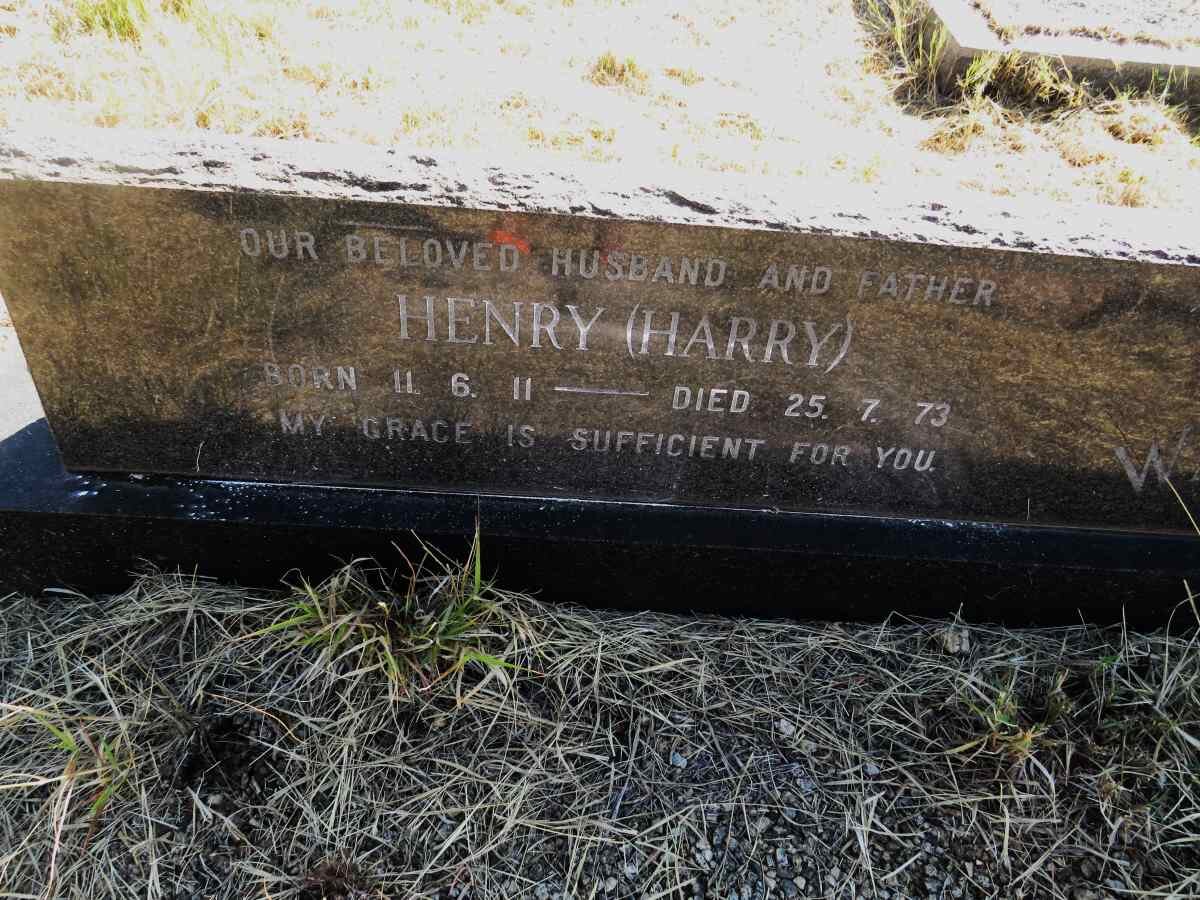 OUR BELOVED HUSBAND AND FATHER
HENRY (HARRY)
BORN 11. 6. 11 — DIED 25. 7. 73
MY GRACE IS SUFFICIENT FOR YOU.
W